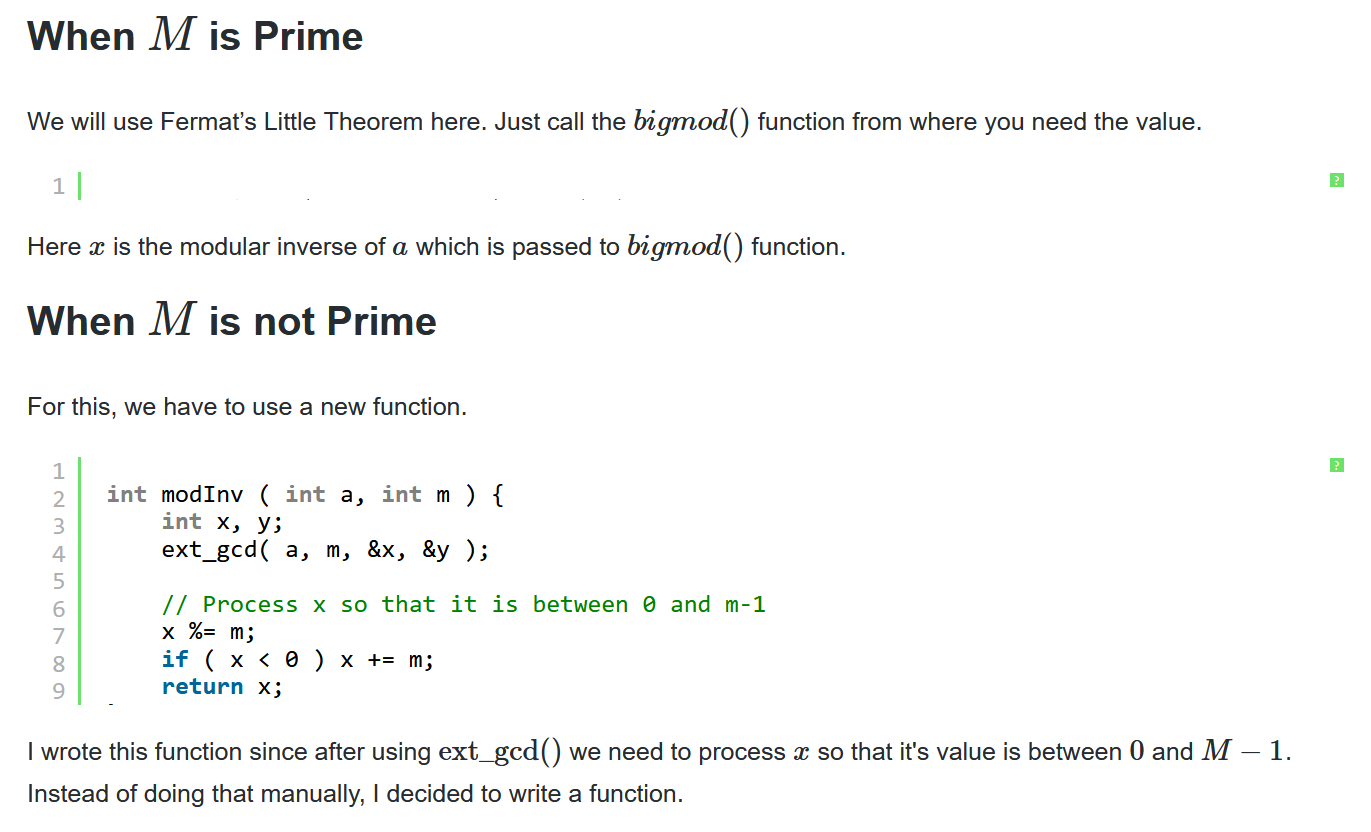 When M is Prime
We will use Fermat’s Little Theorem here. Just call the bigmod() function from where you need the value.
1
?
Here x is the modular inverse of a which is passed to bigmod() function.
When M is not Prime
For this, we have to use a new function.
1
?
2 int modInv ( int a, int m ) {
3 int x, y;
4 ext_gcd( a, m, &x, &y );
5
6 // Process x so that it is between 0 and m-1
7 x %= m;
8 if ( x < 0 ) x += m;
9 return x;
I wrote this function since after using ext_gcd() we need to process x so that it's value is between 0 and M − 1.
Instead of doing that manually, I decided to write a function.